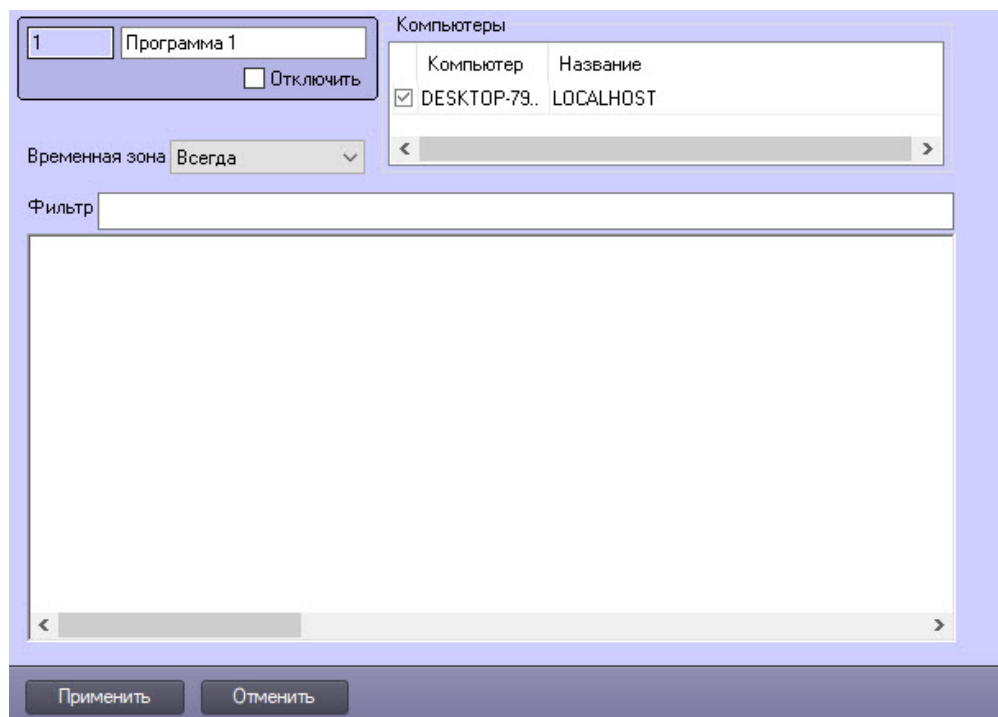 1
Программа 1
Отключить
Компьютеры
Компьютер Название
DESKTOP-79.. LOCALHOST
Временная зона Всегда
Фильтр
Применить Отменить